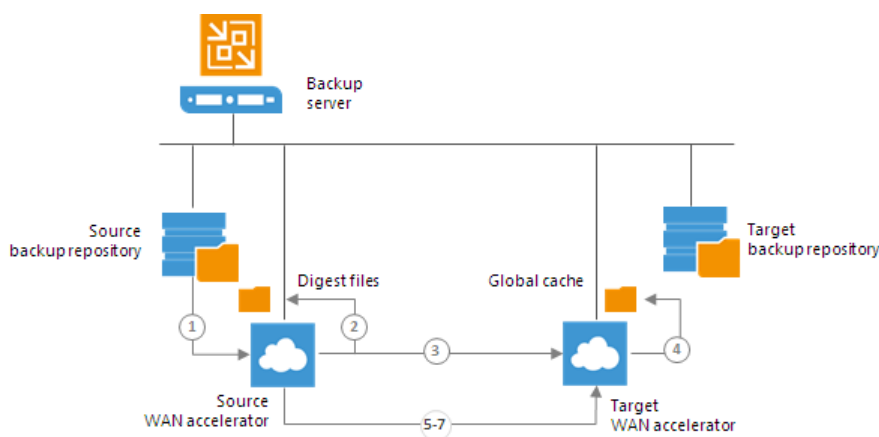 Backup
server
Source
backup repository
Target
backup repository
Digest files
Global cache
1
2
3
4
Source
WAN accelerator
5-7
Target
WAN accelerator